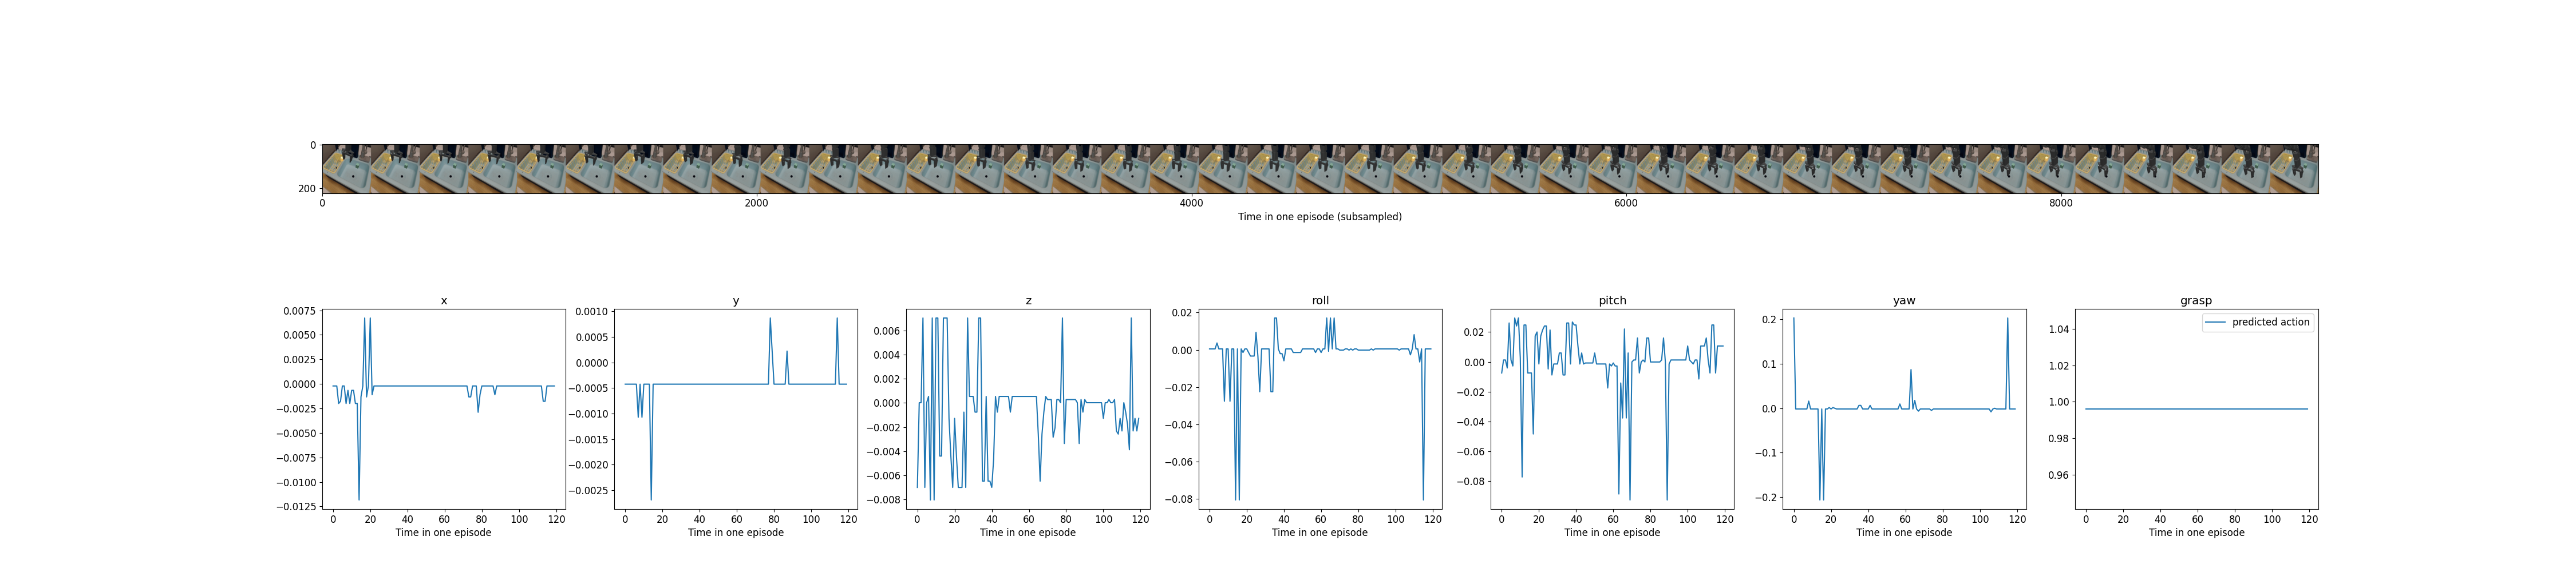 0
200
0 2000 4000 6000 8000
Time in one episode (subsampled)
x
0.0075
0.0050
0.0025
0.0000
−0.0025
−0.0050
−0.0075
−0.0100
−0.0125
0 20 40 60 80 100 120
Time in one episode
y
0.0010
0.0005
0.0000
−0.0005
−0.0010
−0.0015
−0.0020
−0.0025
0 20 40 60 80 100 120
Time in one episode
z
0.006
0.004
0.002
0.000
−0.002
−0.004
−0.006
−0.008
0 20 40 60 80 100 120
Time in one episode
roll
0.02
0.00
−0.02
−0.04
−0.06
−0.08
0 20 40 60 80 100 120
Time in one episode
pitch
0.02
0.00
−0.02
−0.04
−0.06
−0.08
0 20 40 60 80 100 120
Time in one episode
yaw
0.2
0.1
0.0
−0.1
−0.2
0 20 40 60 80 100 120
Time in one episode
grasp
predicted action
1.04
1.02
1.00
0.98
0.96
0 20 40 60 80 100 120
Time in one episode